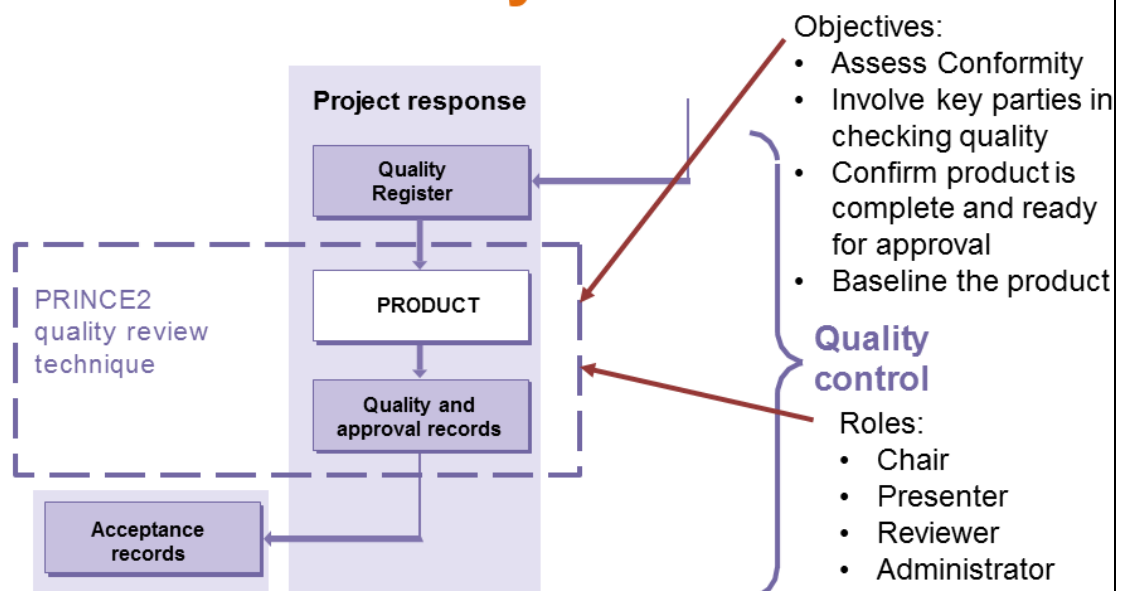 Objectives:
• Assess Conformity
• Involve key parties in
checking quality
• Confirm product is
complete and ready
for approval
• Baseline the product
Project response
Quality
Register
PRINCE2
quality review
technique
PRODUCT
Quality and
approval records
Acceptance
records
Quality
control
Roles:
• Chair
• Presenter
• Reviewer
• Administrator